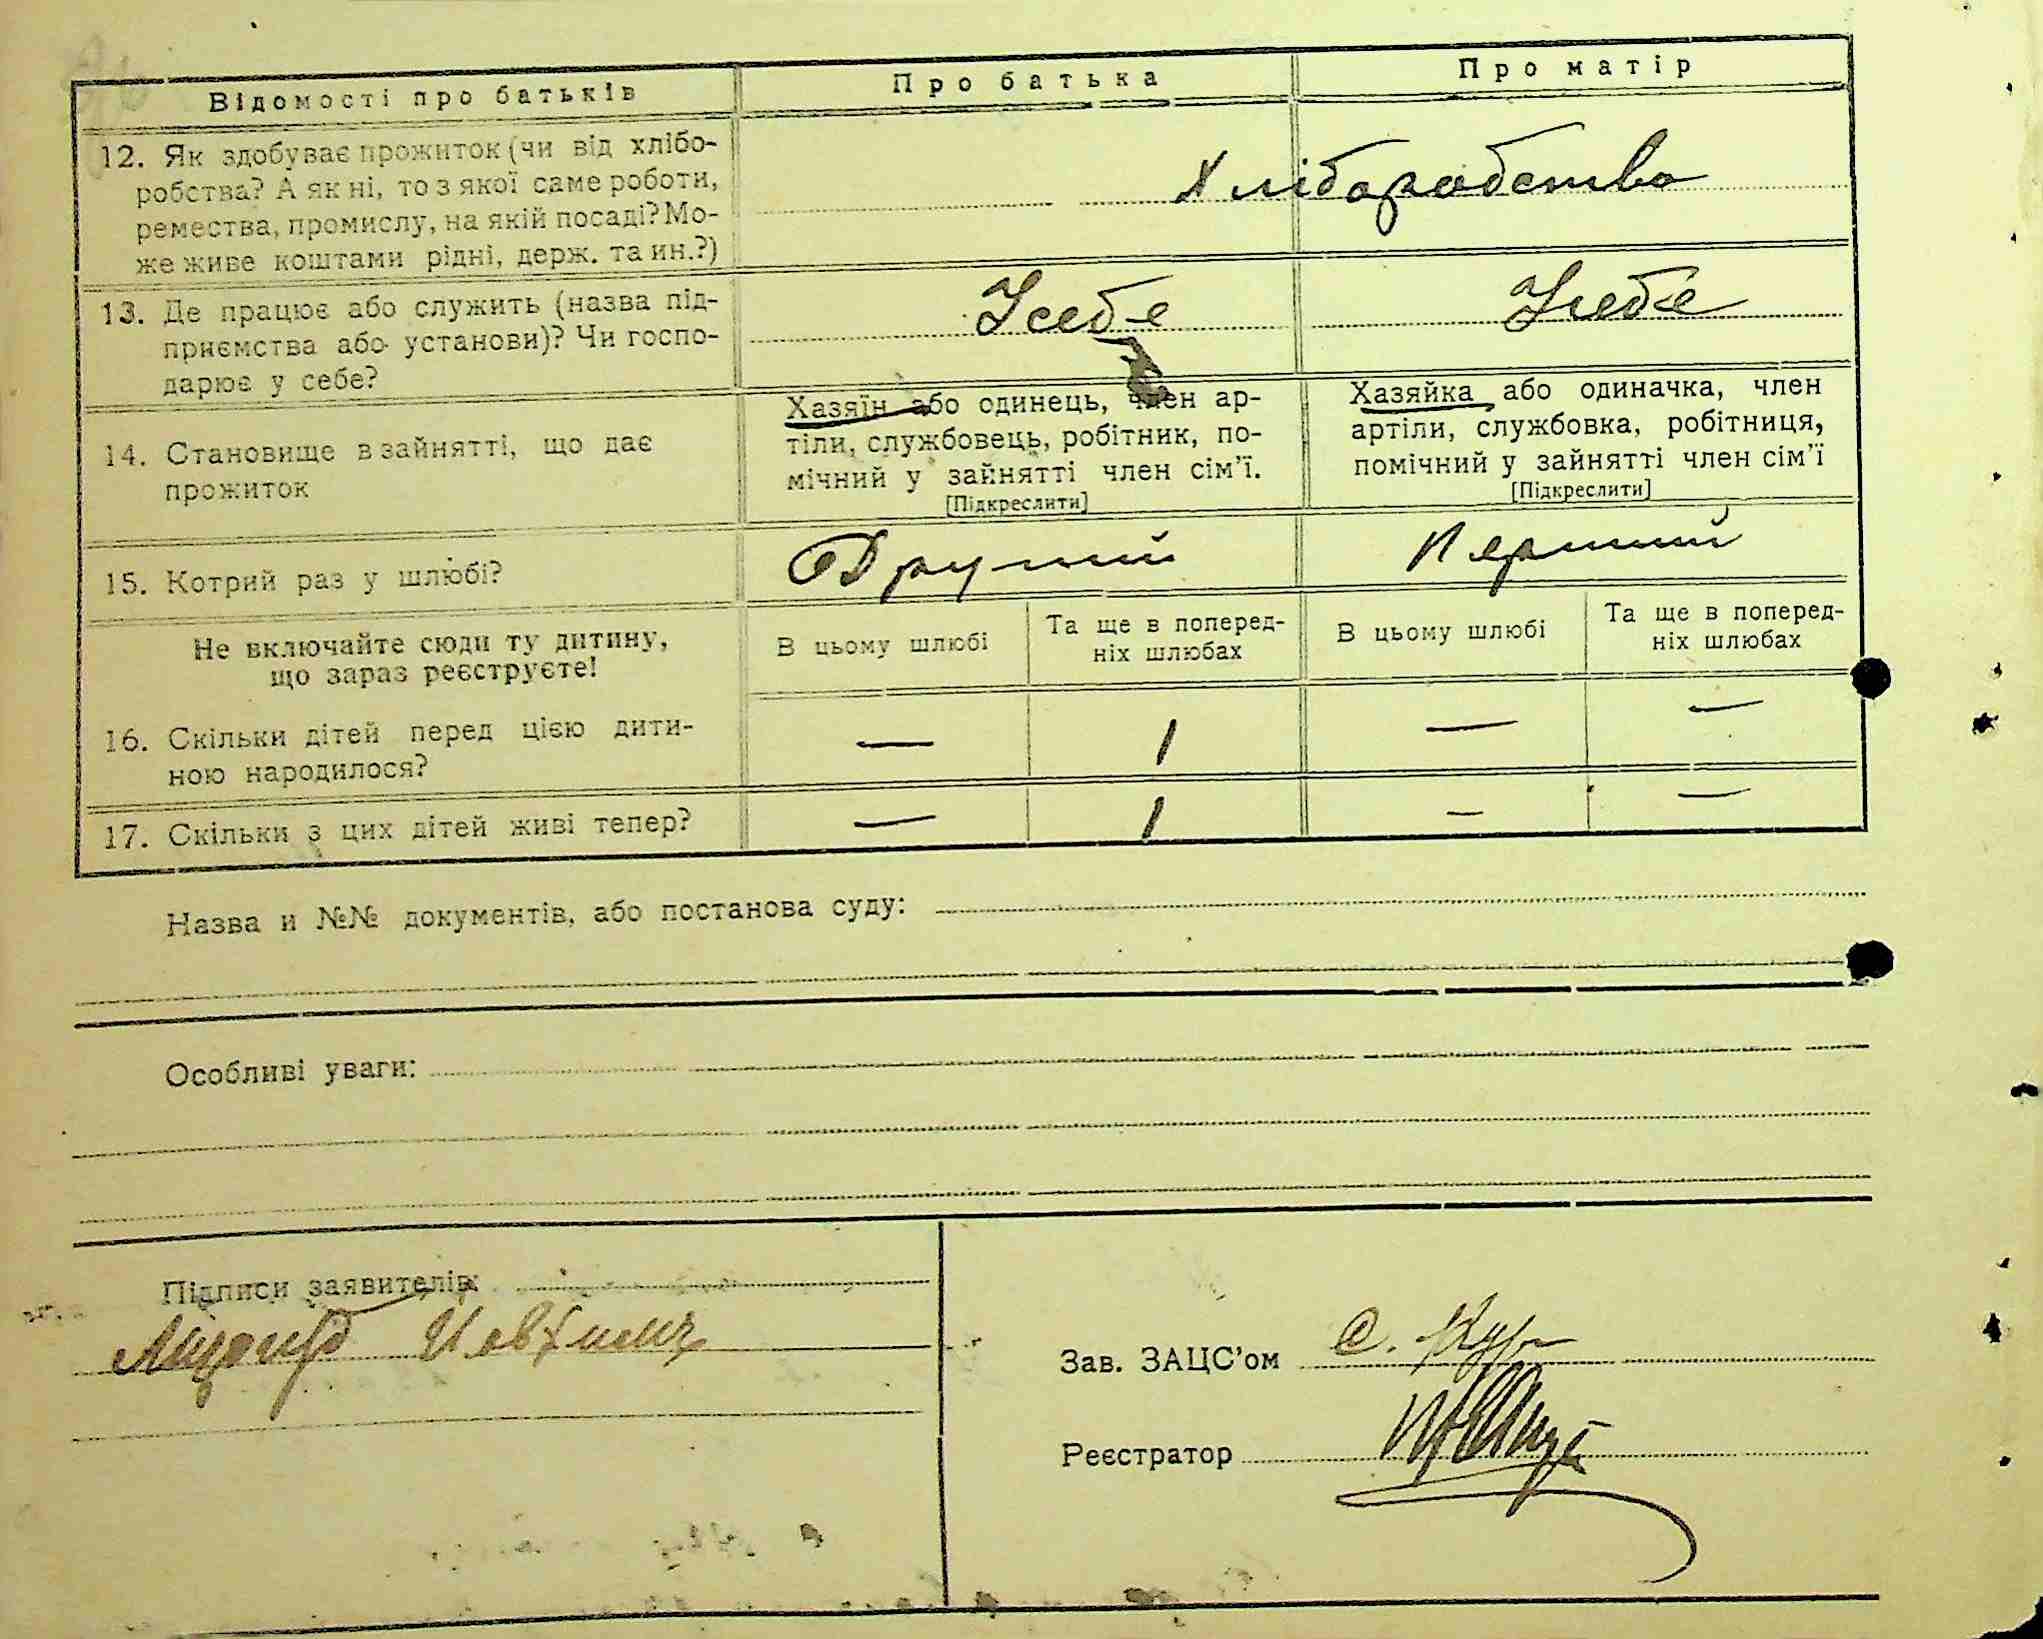 Відомості про батьків
Про батька
Про матір
12. Як здобуває прожиток (чи від хлібо-
робства? А як ні, то з якої саме роботи,
ремества, промислу, на якій посаді? Мо-
же живе коштами рідні, держ. та ин.?)
Хліборобство
13. Де працює або служить (назва під-
приємства або установи)? Чи госпо-
дарює у себе?
Усебе
Усебе
14. Становище в зайнятті, що дає
прожиток
Хазяїн або одинець, член ар-
тіли, службовець, робітник, по-
мічний у зайнятті член сім'ї.
[Підкреслити]
Хазяйка або одиначка, член
артіли, службовка, робітниця,
помічний у зайнятті член сім'ї
[Підкреслити]
15. Котрий раз у шлюбі?
Другий
Перший
Не включайте сюди ту дитину,
що зараз реєструєте!
В цьому шлюбі
Та ще в поперед-
ніх шлюбах
В цьому шлюбі
Та ще в поперед-
ніх шлюбах
16. Скільки дітей перед цією дити-
ною народилося?
— 1 — —
17. Скільки з цих дітей живі тепер?
— 1 — —
Назва и №№ документів, або постанова суду:
Особливі уваги:
Підписи заявителів:
Зав. ЗАЦС'ом
Реєстратор